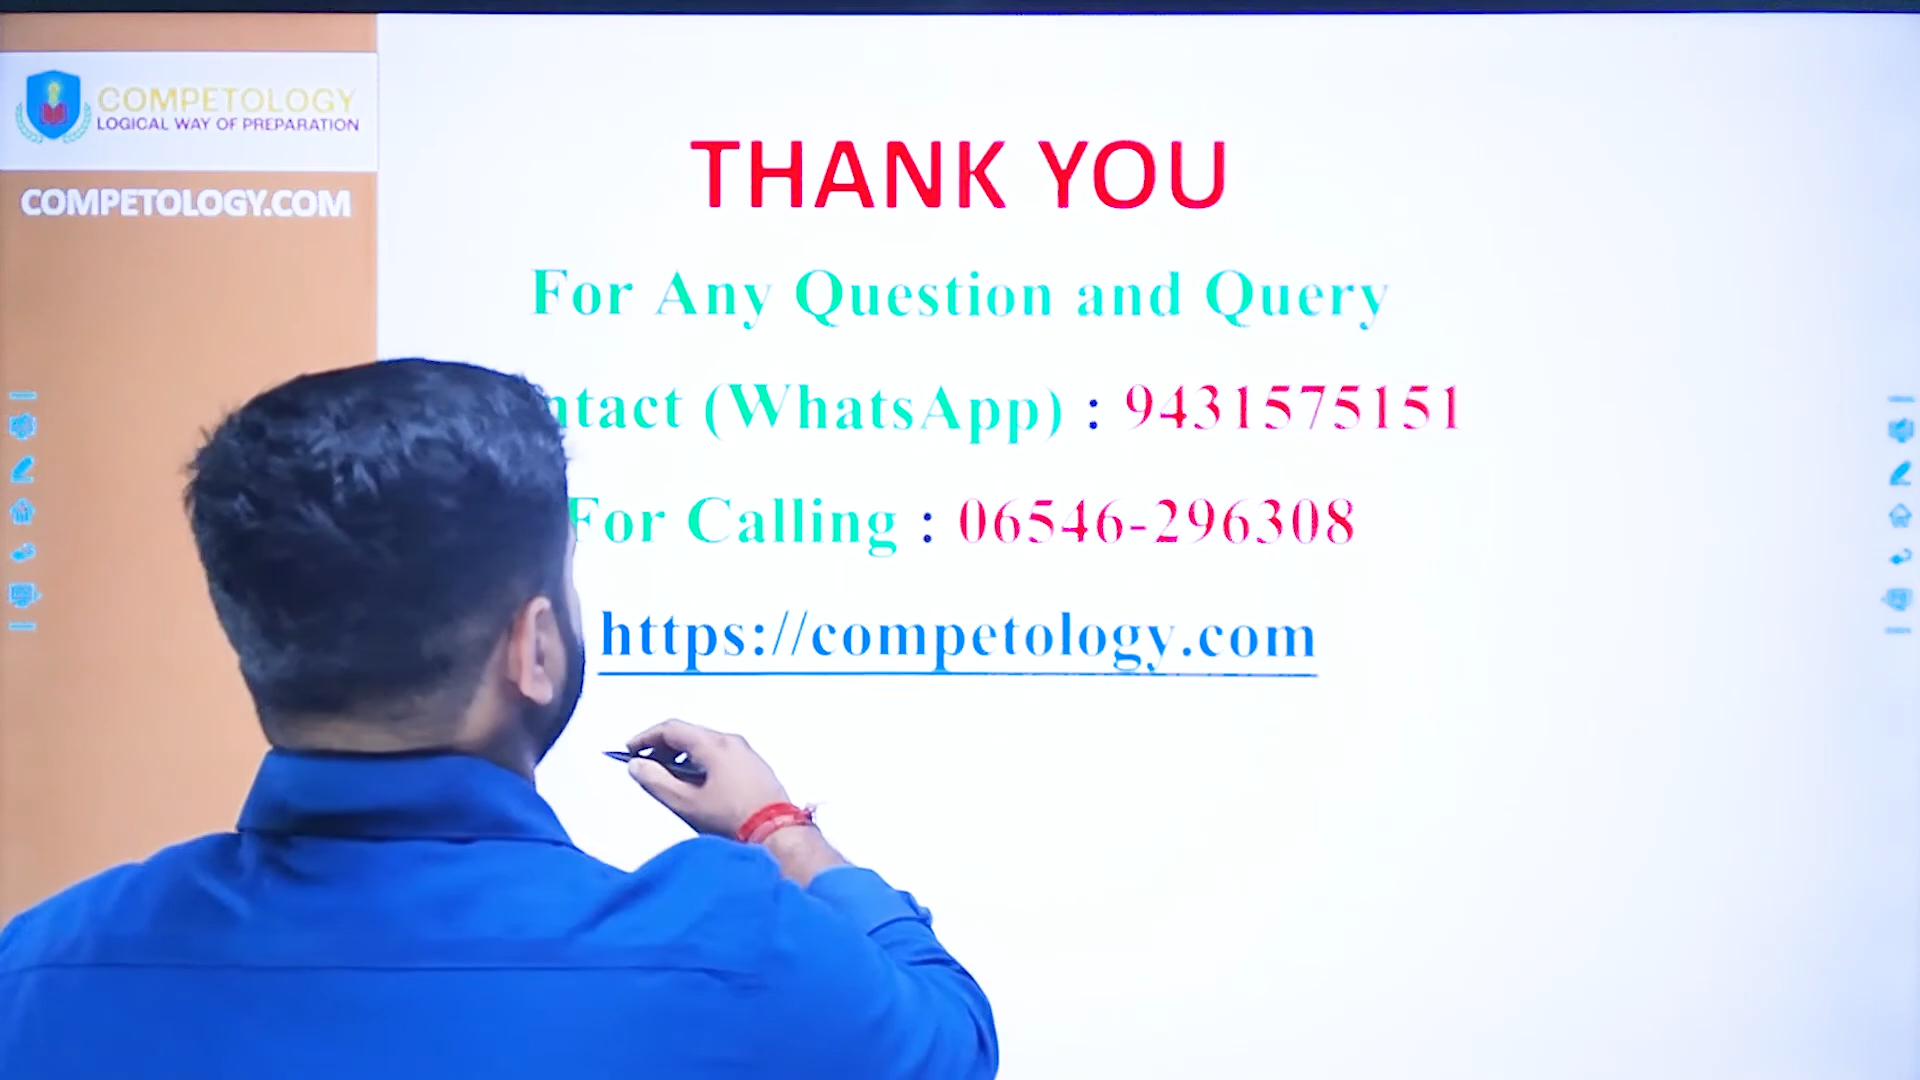 COMPETOLOGY
LOGICAL WAY OF PREPARATION
COMPETOLOGY.COM
THANK YOU
For Any Question and Query
ntact (WhatsApp) : 9431575151
For Calling : 06546-296308
https://competology.com